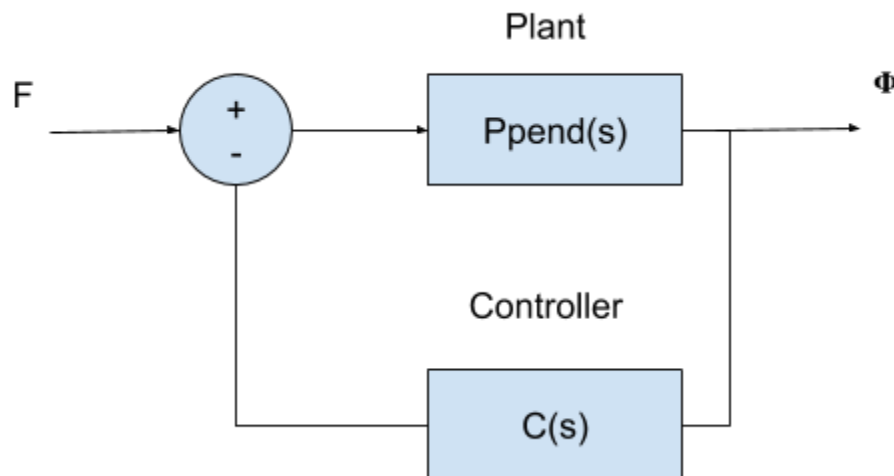 Plant
F
Φ
+
-
Ppend(s)
Controller
C(s)